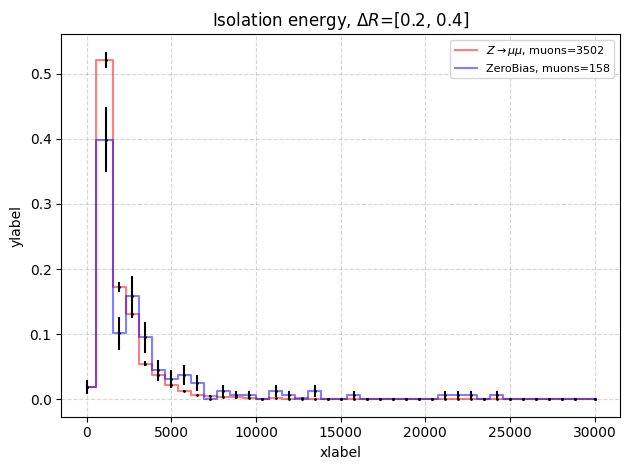 Isolation energy, ΔR=[0.2, 0.4]
Z→μμ, muons=3502
ZeroBias, muons=158
ylabel
0.5
0.4
0.3
0.2
0.1
0.0
0 5000 10000 15000 20000 25000 30000
xlabel